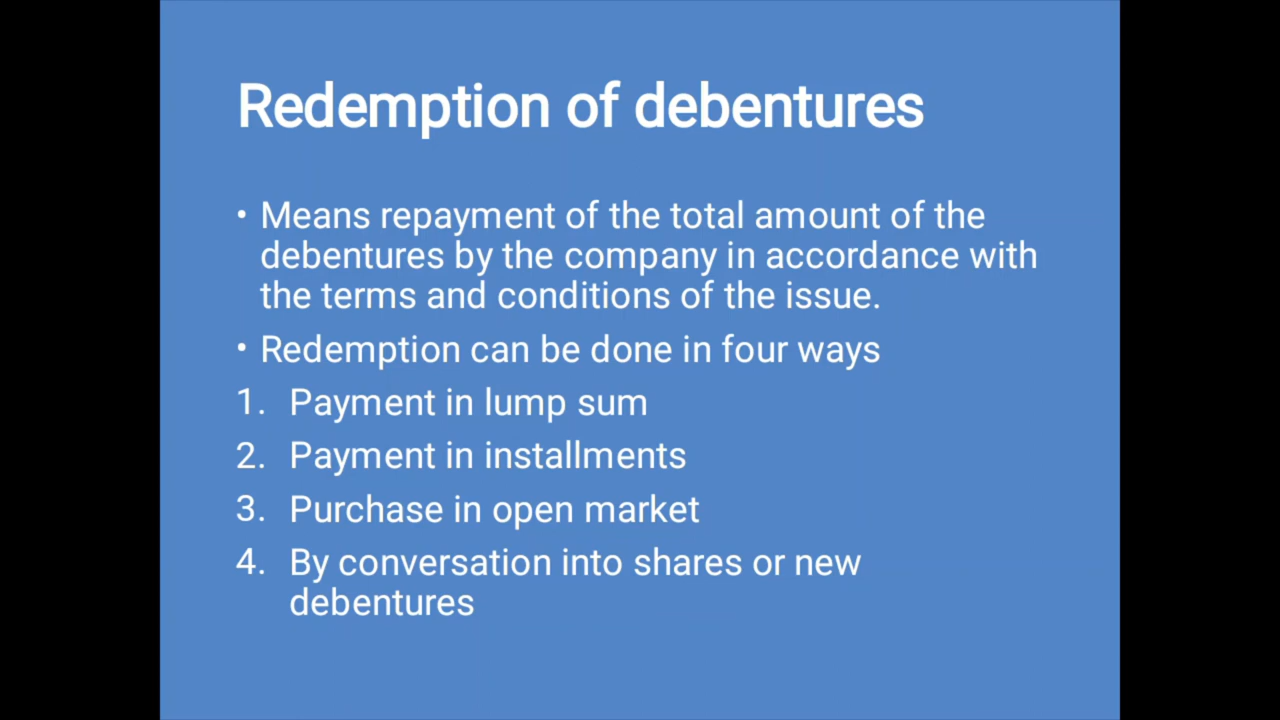 Redemption of debentures
• Means repayment of the total amount of the
debentures by the company in accordance with
the terms and conditions of the issue.
• Redemption can be done in four ways
1. Payment in lump sum
2. Payment in installments
3. Purchase in open market
4. By conversation into shares or new
debentures